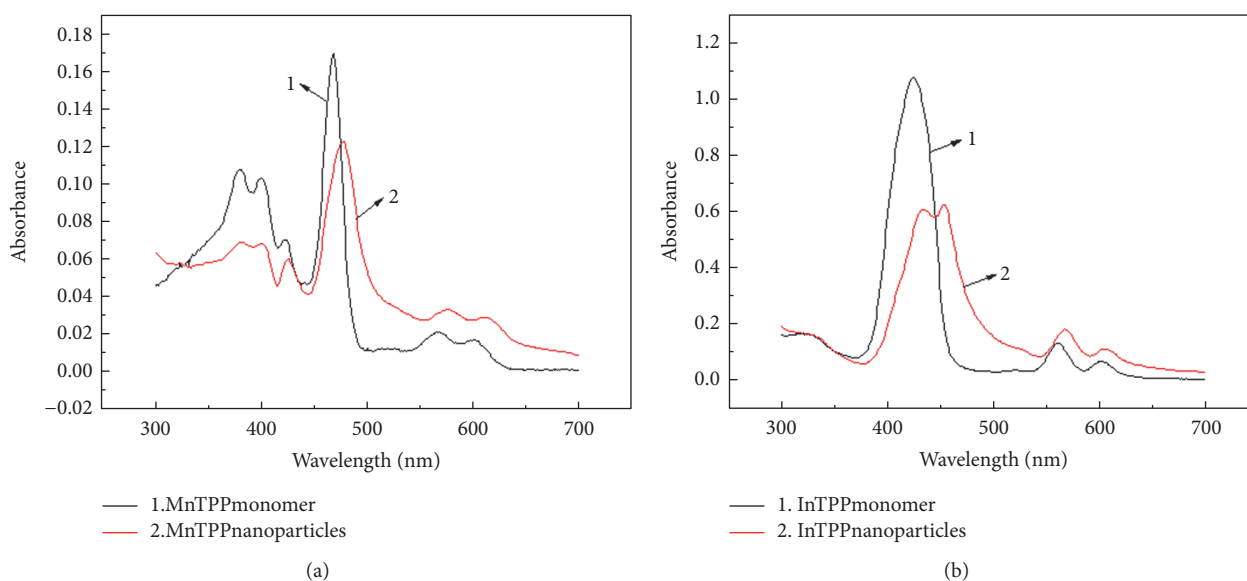 0.18
0.16
0.14
0.12
0.10
0.08
0.06
0.04
0.02
0.00
−0.02
Absorbance
1
2
300 400 500 600 700
Wavelength (nm)
1.MnTPPmonomer
2.MnTPPnanoparticles
(a)
1.2
1.0
0.8
0.6
0.4
0.2
0.0
Absorbance
1
2
300 400 500 600 700
Wavelength (nm)
1. InTPPmonomer
2. InTPPnanoparticles
(b)